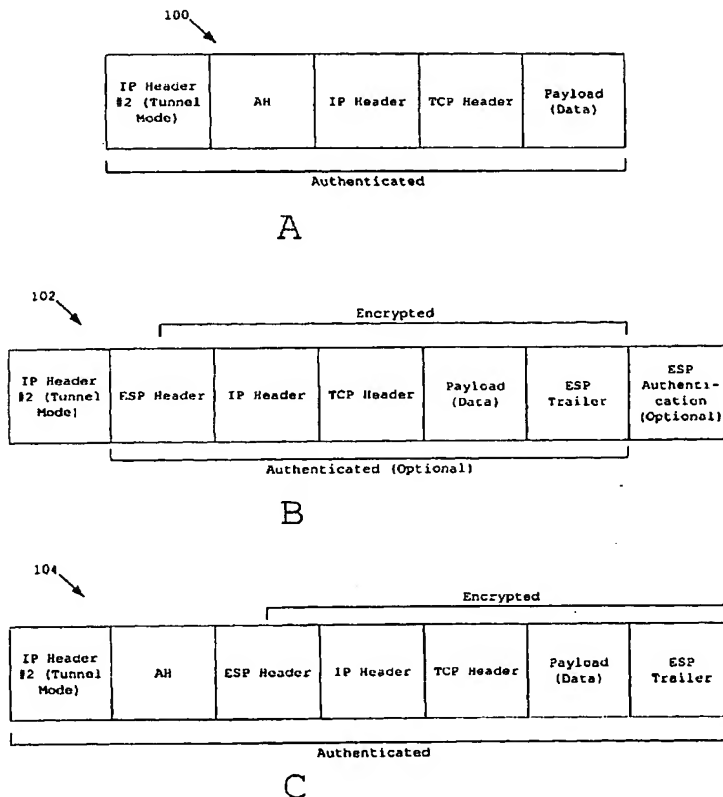 100
IP Header
#2 (Tunnel
Mode)
AH
IP Header
TCP Header
Payload
(Data)
Authenticated
A
102
Encrypted
IP Header
#2 (Tunnel
Mode)
ESP Header
IP Header
TCP Header
Payload
(Data)
ESP
Trailer
ESP
Authenti-
cation
(Optional)
Authenticated (Optional)
B
104
Encrypted
IP Header
#2 (Tunnel
Mode)
AH
ESP Header
IP Header
TCP Header
Payload
(Data)
ESP
Trailer
Authenticated
C